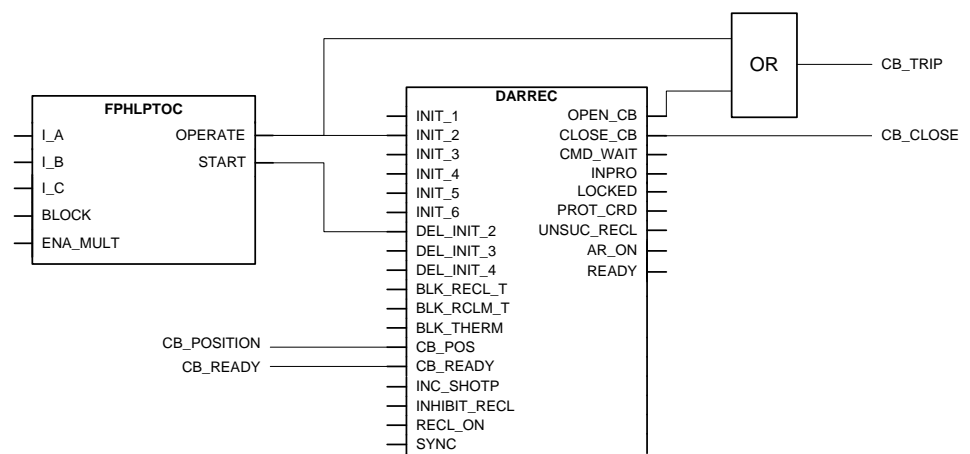 OR
CB_TRIP
FPHLPTOC
I_A
OPERATE
I_B
START
I_C
BLOCK
ENA_MULT
DARREC
INIT_1
OPEN_CB
INIT_2
CLOSE_CB
CB_CLOSE
INIT_3
CMD_WAIT
INIT_4
INPRO
INIT_5
LOCKED
INIT_6
PROT_CRD
DEL_INIT_2
UNSUC_RECL
DEL_INIT_3
AR_ON
DEL_INIT_4
READY
BLK_RECL_T
BLK_RCLM_T
BLK_THERM
CB_POSITION
CB_POS
CB_READY
CB_READY
INC_SHOTP
INHIBIT_RECL
RECL_ON
SYNC